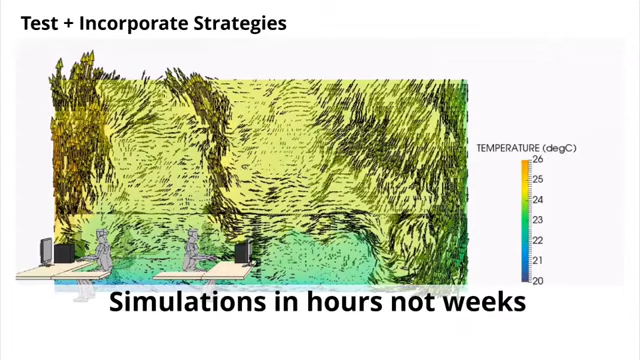 Test + Incorporate Strategies
TEMPERATURE (degC)
26
25
24
23
22
21
20
Simulations in hours not weeks